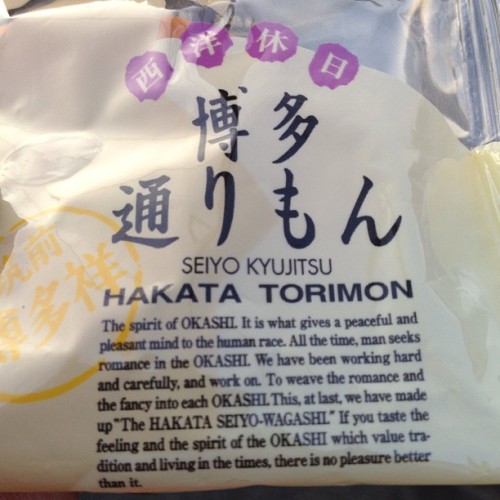 西洋休日
博多
通りもん
SEIYO KYUJITSU
HAKATA TORIMON
The spirit of OKASHI. It is what gives a peaceful and
pleasant mind to the human race. All the time, man seeks
romance in the OKASHI. We have been working hard
and carefully, and work on. To weave the romance and
the fancy into each OKASHI. This, at last, we have made
up "The HAKATA SEIYO-WAGASHI." If you taste the
feeling and the spirit of the OKASHI which value tra-
dition and living in the times, there is no pleasure better
than it.
筑前
博多祥